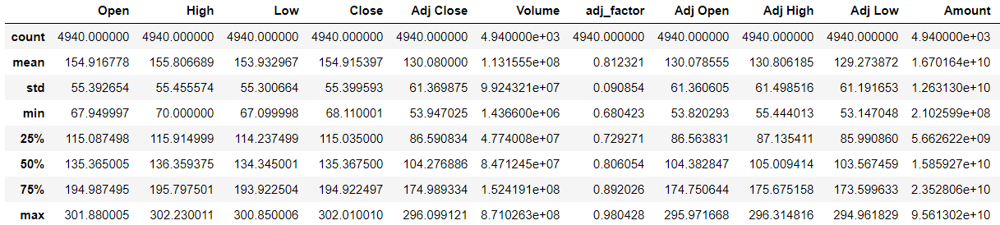 Open High Low Close Adj Close Volume adj_factor Adj Open Adj High Adj Low Amount
count 4940.000000 4940.000000 4940.000000 4940.000000 4940.000000 4.940000e+03 4940.000000 4940.000000 4940.000000 4940.000000 4.940000e+03
mean 154.916778 155.806689 153.932967 154.915397 130.080000 1.131555e+08 0.812321 130.078555 130.806185 129.273872 1.670164e+10
std 55.392654 55.455574 55.300664 55.399593 61.369875 9.924321e+07 0.090854 61.360605 61.498516 61.191653 1.263130e+10
min 67.949997 70.000000 67.099998 68.110001 53.947025 1.436600e+06 0.680423 53.820293 55.444013 53.147048 2.102599e+08
25% 115.087498 115.914999 114.237499 115.035000 86.590834 4.774008e+07 0.729271 86.563831 87.135411 85.990860 5.662622e+09
50% 135.365005 136.359375 134.345001 135.367500 104.276886 8.471245e+07 0.806054 104.382847 105.009414 103.567459 1.585927e+10
75% 194.987495 195.797501 193.922504 194.922497 174.989334 1.524191e+08 0.892026 174.750644 175.675158 173.599633 2.352806e+10
max 301.880005 302.230011 300.850006 302.010010 296.099121 8.710263e+08 0.980428 295.971668 296.314816 294.961829 9.561302e+10